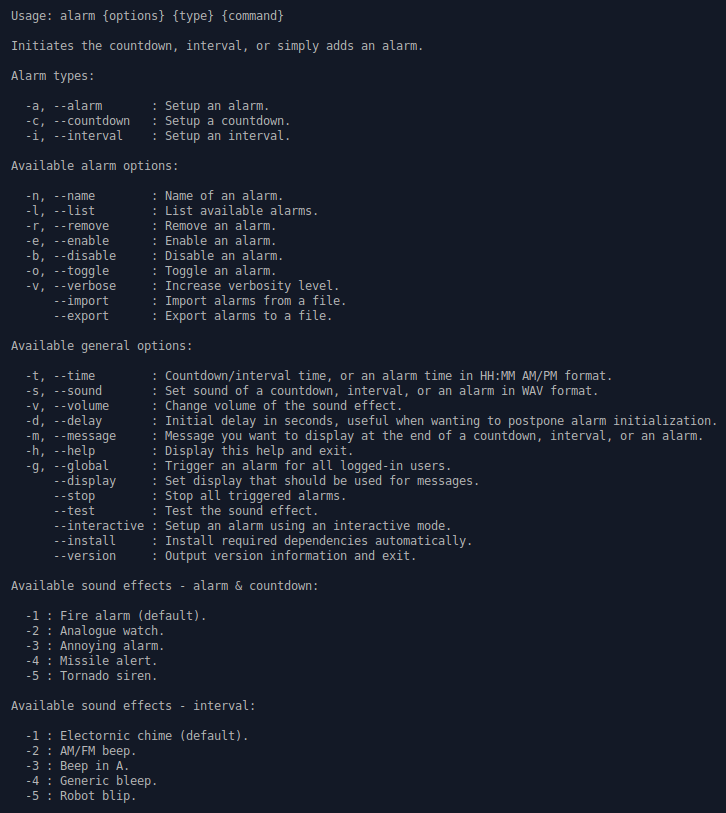 Usage: alarm {options} {type} {command}
Initiates the countdown, interval, or simply adds an alarm.
Alarm types:
-a, --alarm : Setup an alarm.
-c, --countdown : Setup a countdown.
-i, --interval : Setup an interval.
Available alarm options:
-n, --name : Name of an alarm.
-l, --list : List available alarms.
-r, --remove : Remove an alarm.
-e, --enable : Enable an alarm.
-b, --disable : Disable an alarm.
-o, --toggle : Toggle an alarm.
-v, --verbose : Increase verbosity level.
--import : Import alarms from a file.
--export : Export alarms to a file.
Available general options:
-t, --time : Countdown/interval time, or an alarm time in HH:MM AM/PM format.
-s, --sound : Set sound of a countdown, interval, or an alarm in WAV format.
-v, --volume : Change volume of the sound effect.
-d, --delay : Initial delay in seconds, useful when wanting to postpone alarm initialization.
-m, --message : Message you want to display at the end of a countdown, interval, or an alarm.
-h, --help : Display this help and exit.
-g, --global : Trigger an alarm for all logged-in users.
--display : Set display that should be used for messages.
--stop : Stop all triggered alarms.
--test : Test the sound effect.
--interactive : Setup an alarm using an interactive mode.
--install : Install required dependencies automatically.
--version : Output version information and exit.
Available sound effects - alarm & countdown:
-1 : Fire alarm (default).
-2 : Analogue watch.
-3 : Annoying alarm.
-4 : Missile alert.
-5 : Tornado siren.
Available sound effects - interval:
-1 : Electornic chime (default).
-2 : AM/FM beep.
-3 : Beep in A.
-4 : Generic bleep.
-5 : Robot blip.